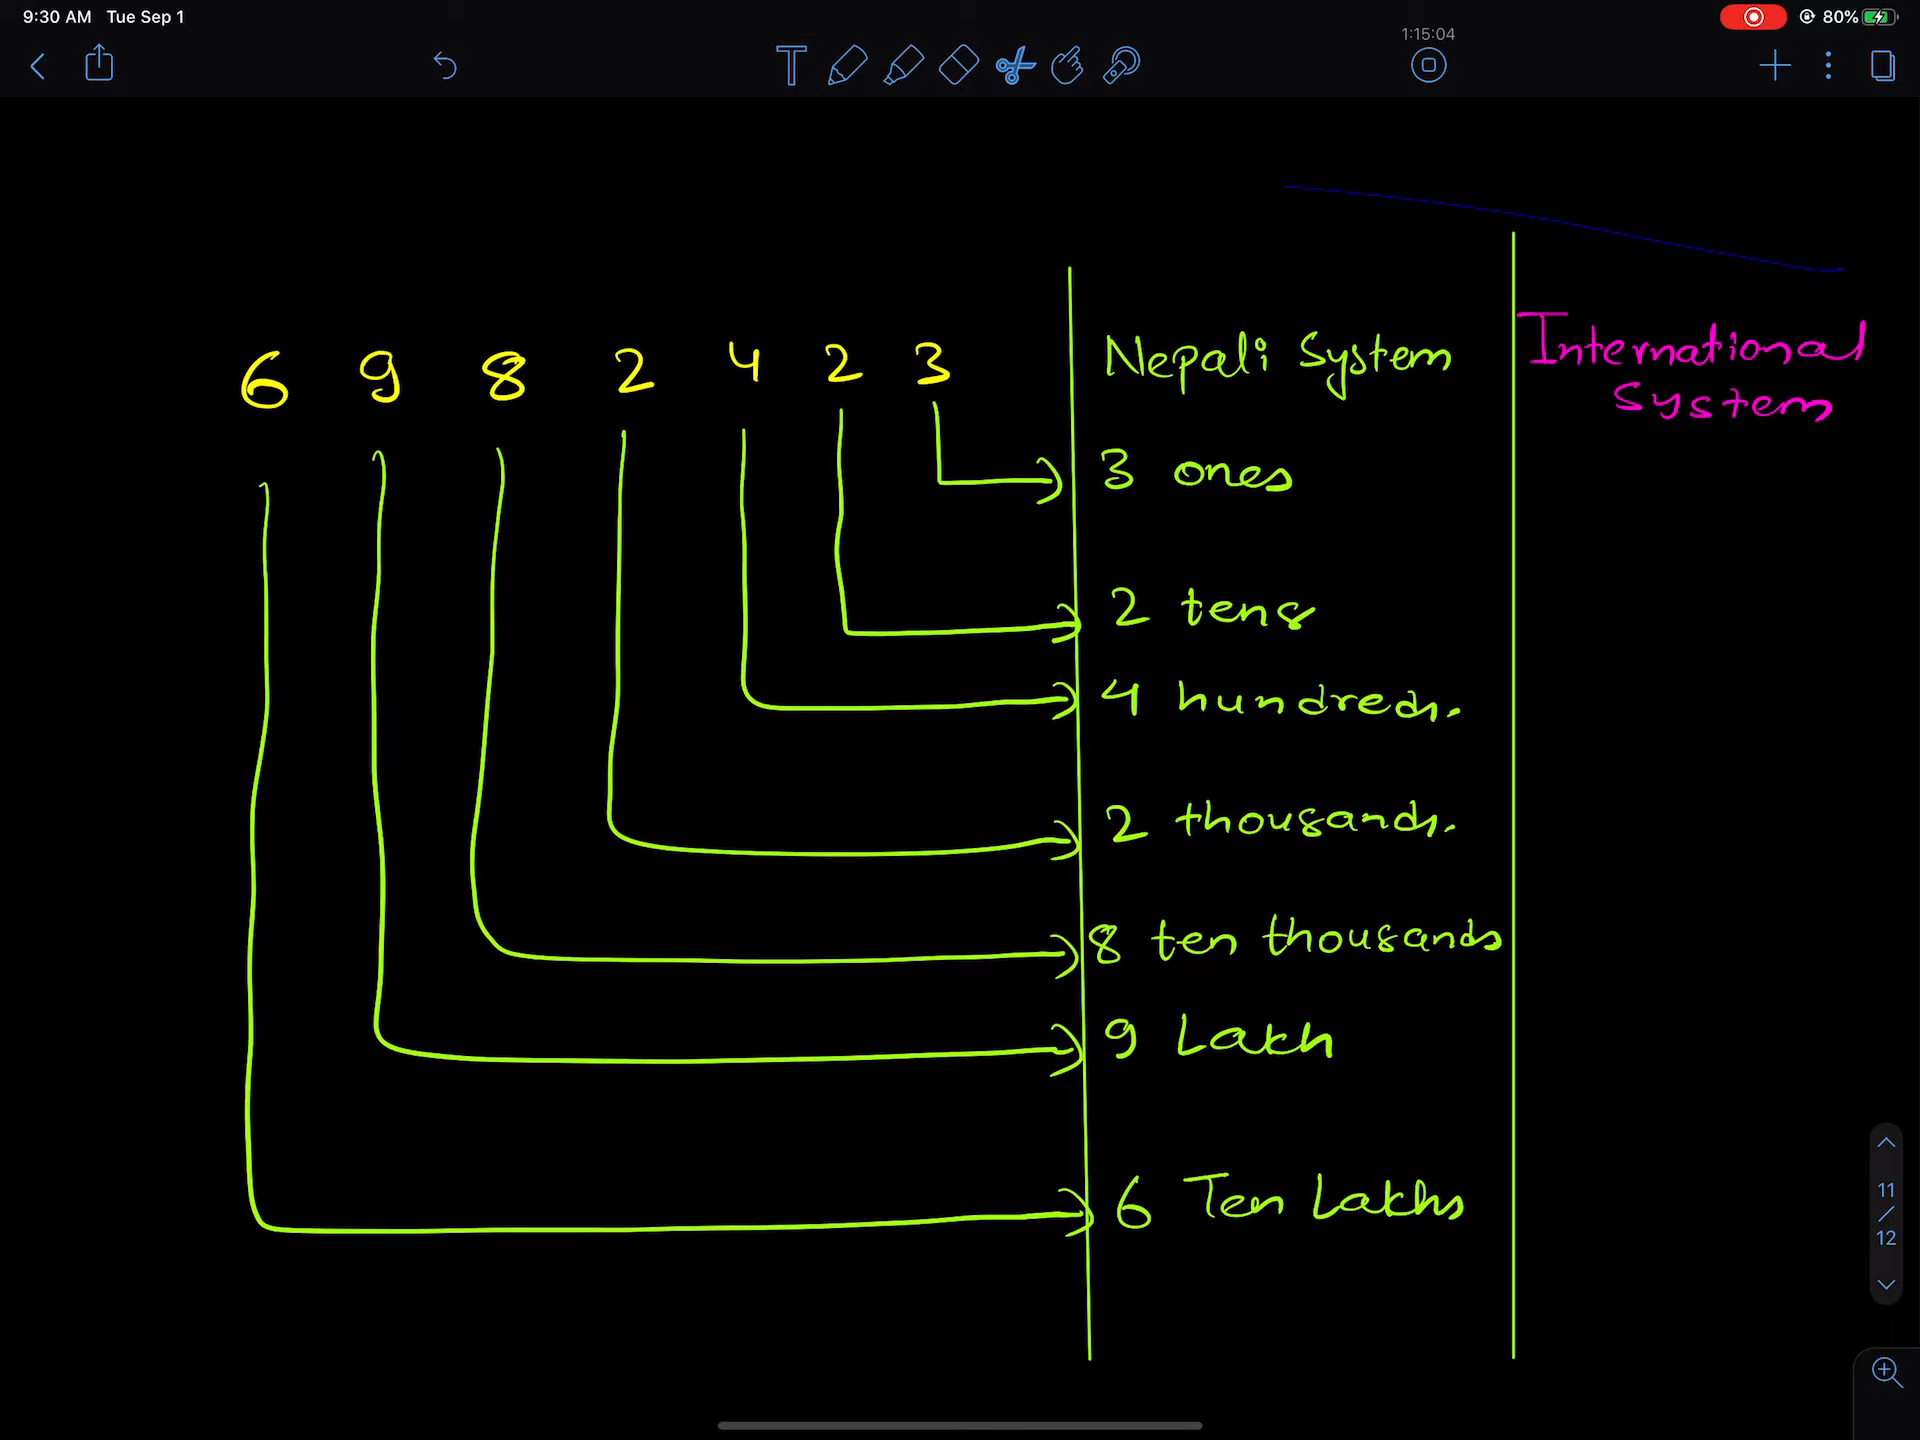 9:30 AM Tue Sep 1
80%
1:15:04
T
6 9 8 2 4 2 3
Nepali System
International
System
3 ones
2 tens
4 hundreds.
2 thousands.
8 ten thousands
9 Lakh
6 Ten Lakhs
11
/
12